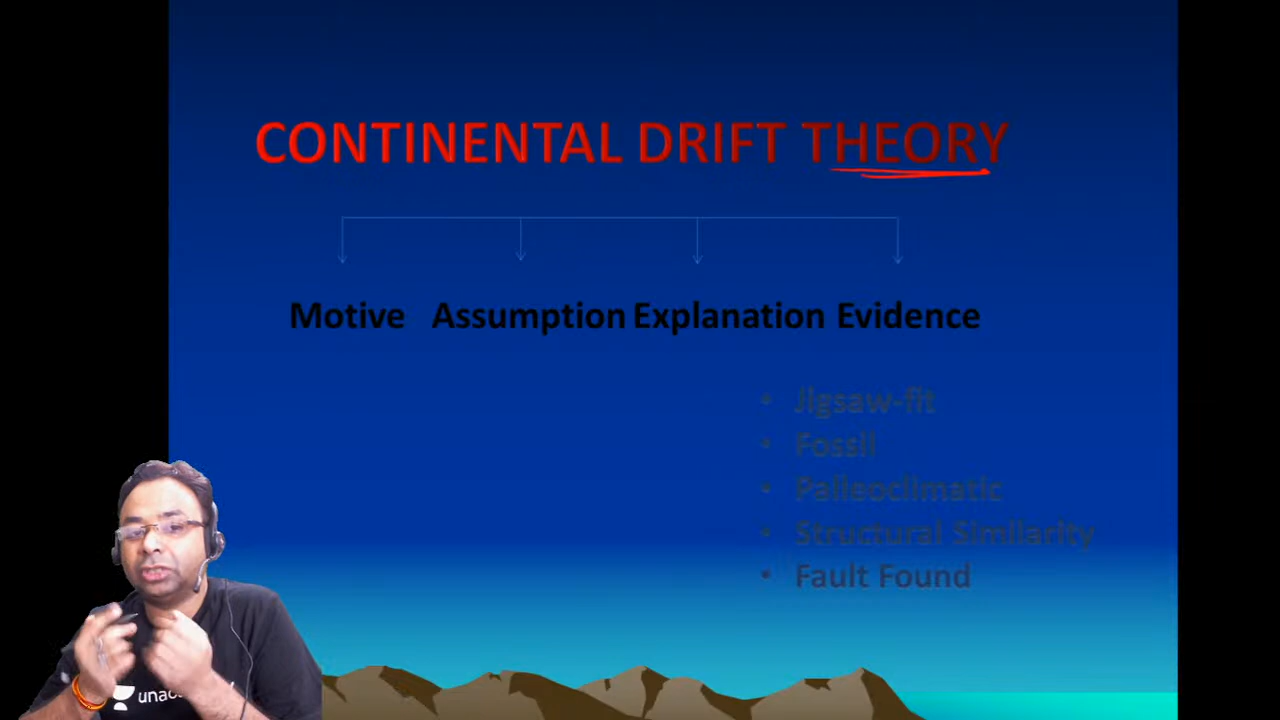 CONTINENTAL DRIFT THEORY
Motive Assumption Explanation Evidence
• Jigsaw-fit
• Fossil
• Palleoclimatic
• Structural Similarity
• Fault Found